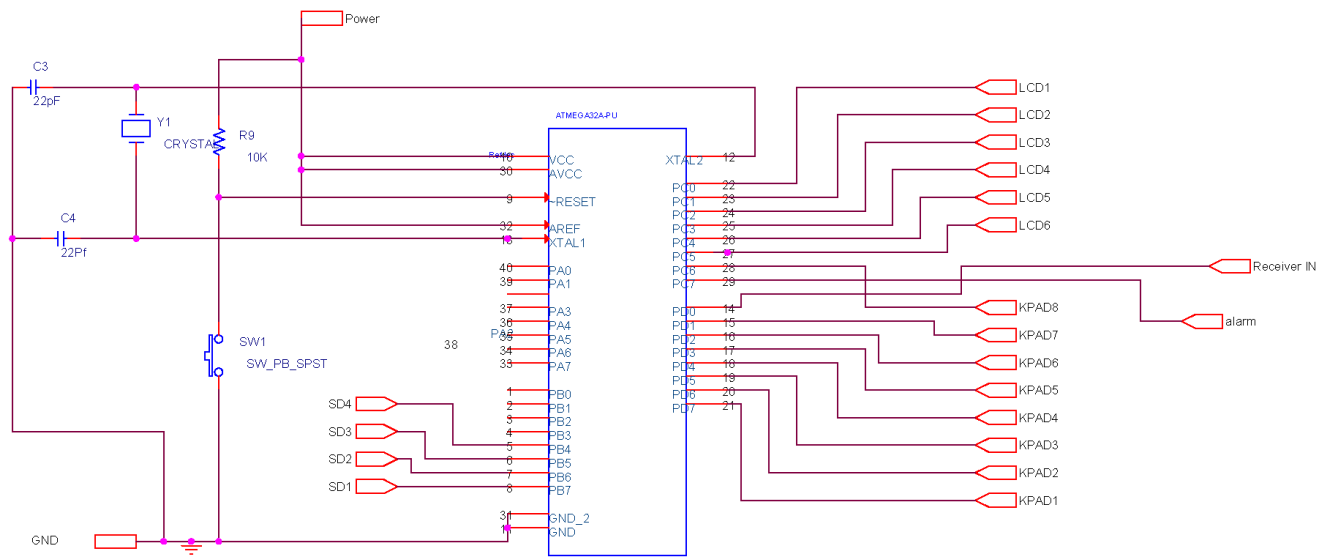 Power
C3
22pF
Y1
CRYSTAL
R9
10K
C4
22Pf
SW1
SW_PB_SPST
38
SD4
SD3
SD2
SD1
GND
ATMEGA32A-PU
10 VCC
30 AVCC
9 ~RESET
32 AREF
13 XTAL1
40 PA0
39 PA1
PA2
37 PA3
36 PA4
35 PA5
34 PA6
33 PA7
1 PB0
2 PB1
3 PB2
4 PB3
5 PB4
6 PB5
7 PB6
8 PB7
31 GND_2
11 GND
XTAL2 12
PC0 22
PC1 23
PC2 24
PC3 25
PC4 26
PC5 27
PC6 28
PC7 29
PD0 14
PD1 15
PD2 16
PD3 17
PD4 18
PD5 19
PD6 20
PD7 21
LCD1
LCD2
LCD3
LCD4
LCD5
LCD6
Receiver IN
KPAD8
alarm
KPAD7
KPAD6
KPAD5
KPAD4
KPAD3
KPAD2
KPAD1